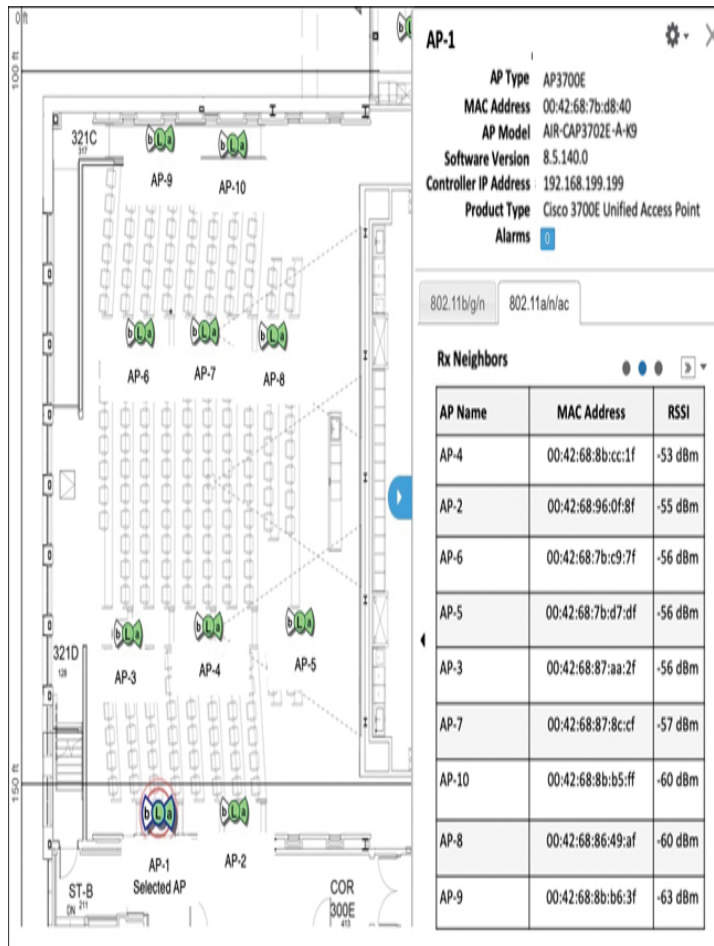 0 ft
100 ft
321C
317
b L a
AP-9
b L a
AP-10
b L a
AP-6
b L a
AP-7
b L a
AP-8
b L a
AP-3
b L a
AP-4
b L a
AP-5
321D
128
150 ft
b L a
AP-1
Selected AP
b L a
AP-2
ST-B
211
DN
COR
300E
413
AP-1
AP Type AP3700E
MAC Address 00:42:68:7b:d8:40
AP Model AIR-CAP3702E-A-K9
Software Version 8.5.140.0
Controller IP Address 192.168.199.199
Product Type Cisco 3700E Unified Access Point
Alarms 0
802.11b/g/n 802.11a/n/ac
Rx Neighbors
AP Name MAC Address RSSI
AP-4 00:42:68:8b:cc:1f -53 dBm
AP-2 00:42:68:96:0f:8f -55 dBm
AP-6 00:42:68:7b:c9:7f -56 dBm
AP-5 00:42:68:7b:d7:df -56 dBm
AP-3 00:42:68:87:aa:2f -56 dBm
AP-7 00:42:68:87:8c:cf -57 dBm
AP-10 00:42:68:8b:b5:ff -60 dBm
AP-8 00:42:68:86:49:af -60 dBm
AP-9 00:42:68:8b:b6:3f -63 dBm